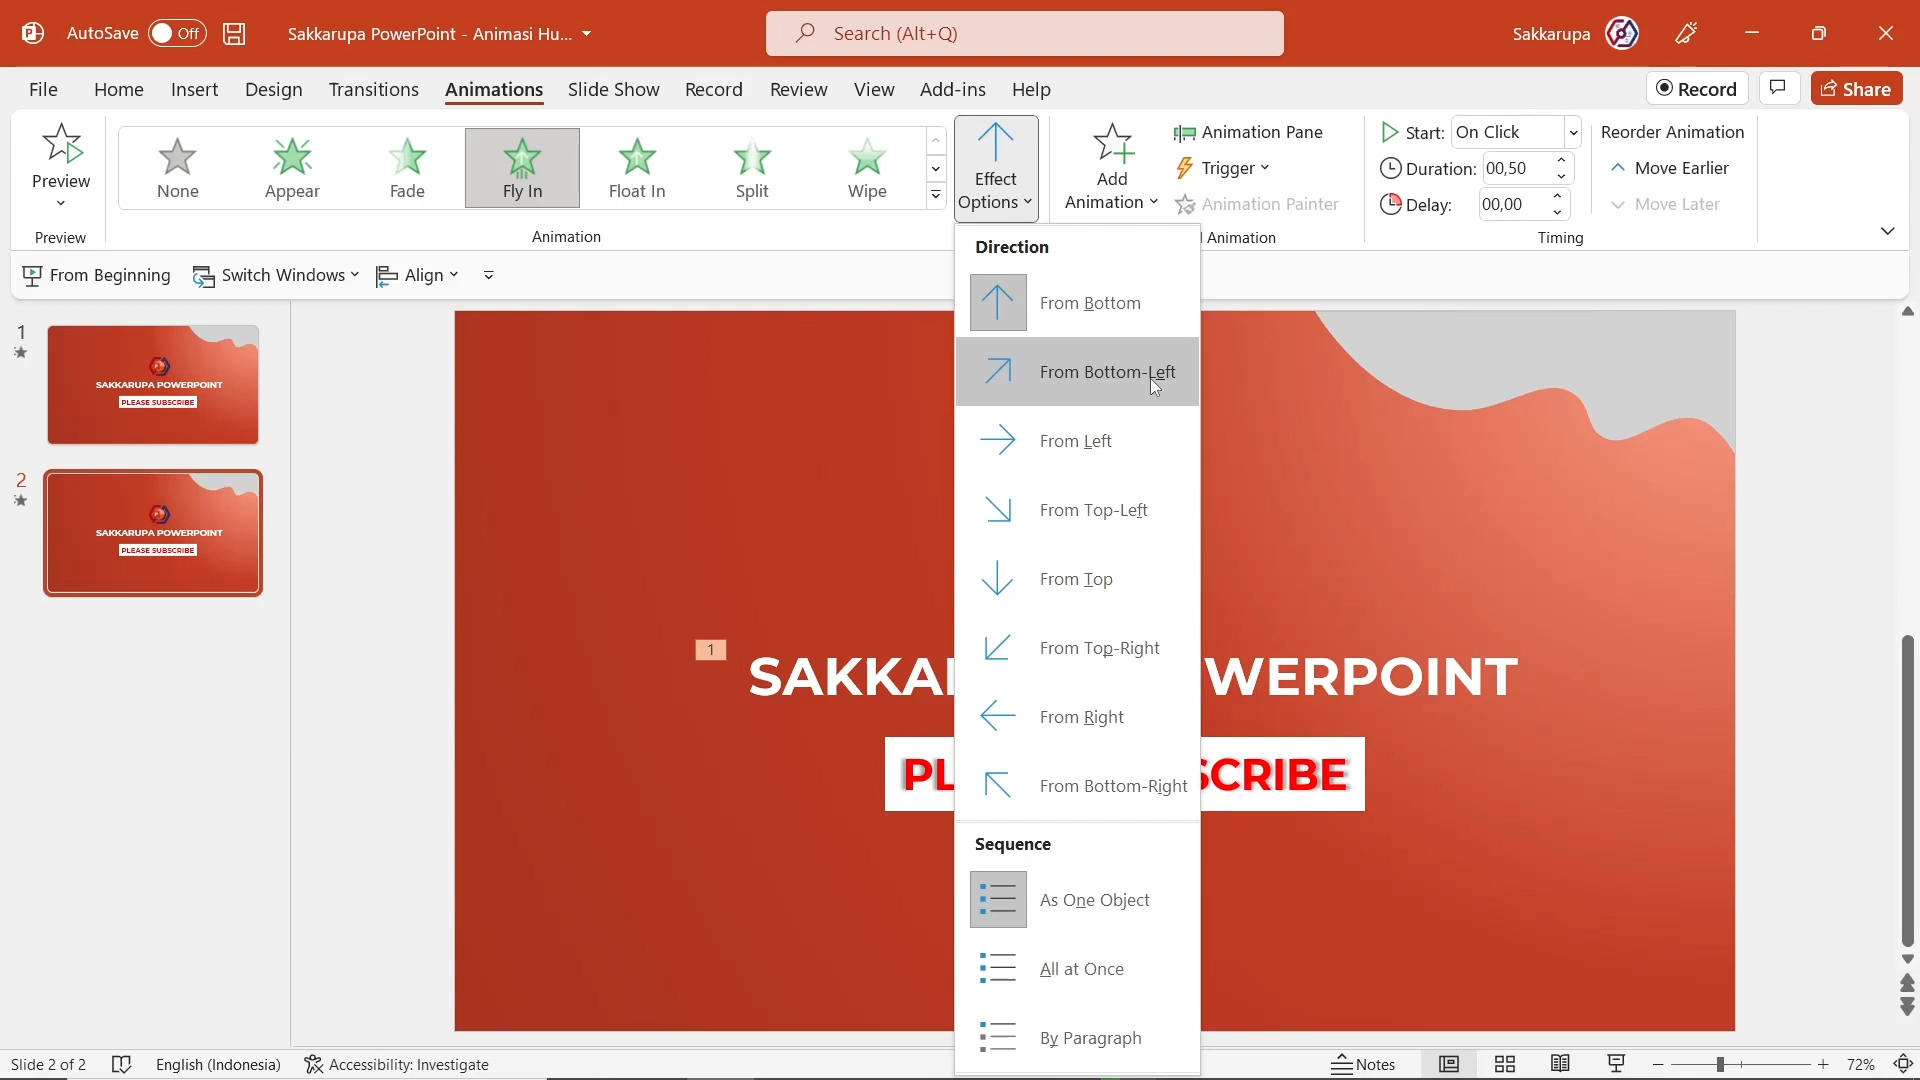 AutoSave Off Sakkarupa PowerPoint - Animasi Hu... Search (Alt+Q) Sakkarupa
File Home Insert Design Transitions Animations Slide Show Record Review View Add-ins Help Record Share
Preview
None Appear Fade Fly In Float In Split Wipe
Effect
Options
Add
Animation
Animation Pane
Trigger
Animation Painter
Start: On Click
Duration: 00,50
Delay: 00,00
Reorder Animation
Move Earlier
Move Later
Preview Animation Animation Timing
From Beginning Switch Windows Align
1
SAKKARUPA POWERPOINT
PLEASE SUBSCRIBE
2
SAKKARUPA POWERPOINT
PLEASE SUBSCRIBE
1
SAKKA WERPOINT
PL SCRIBE
Direction
From Bottom
From Bottom-Left
From Left
From Top-Left
From Top
From Top-Right
From Right
From Bottom-Right
Sequence
As One Object
All at Once
By Paragraph
Slide 2 of 2 English (Indonesia) Accessibility: Investigate Notes 72%